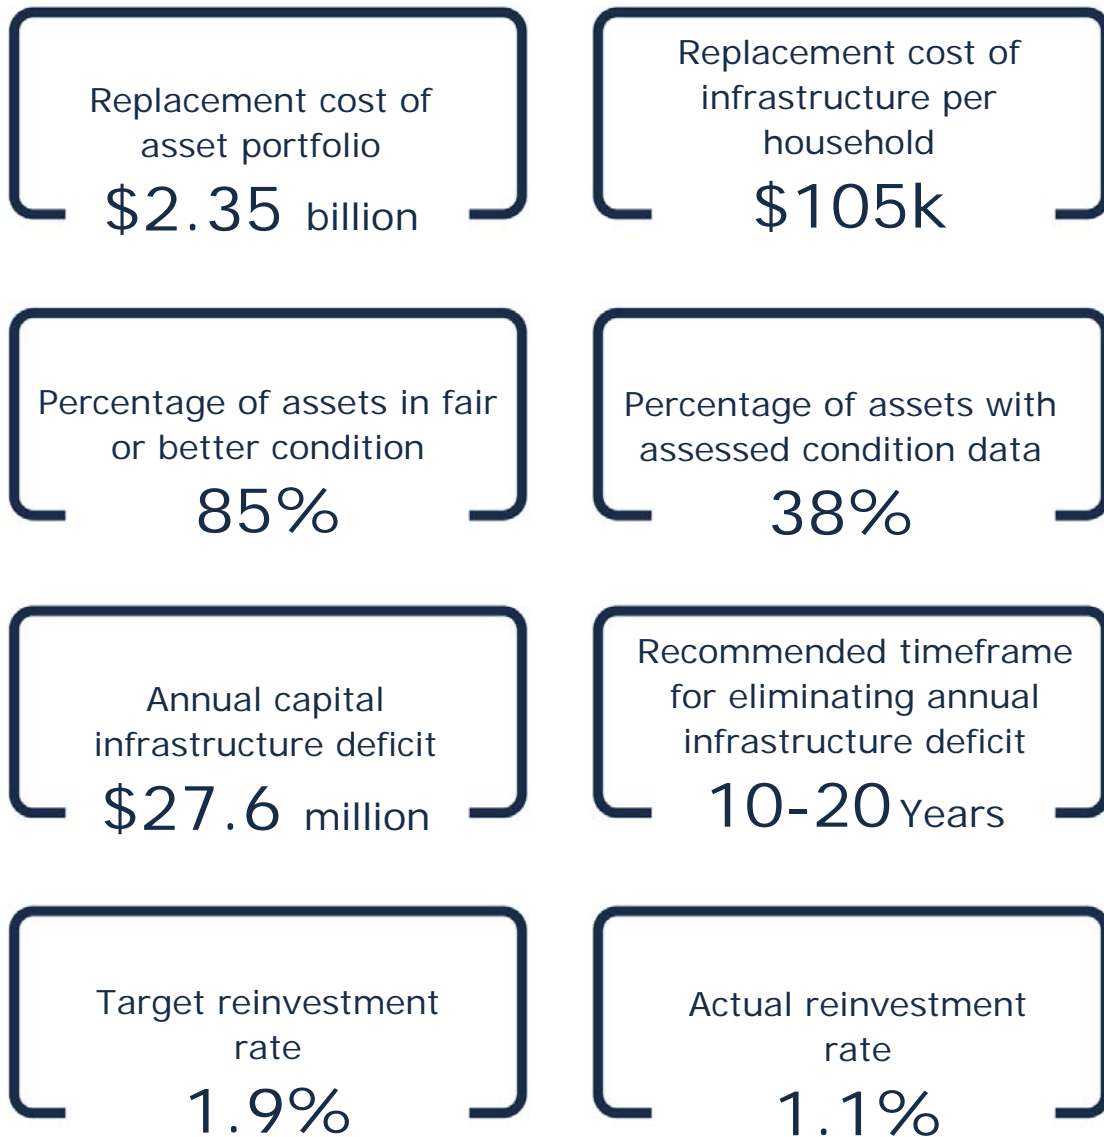 Replacement cost of
asset portfolio
$2.35 billion
Replacement cost of
infrastructure per
household
$105k
Percentage of assets in fair
or better condition
85%
Percentage of assets with
assessed condition data
38%
Annual capital
infrastructure deficit
$27.6 million
Recommended timeframe
for eliminating annual
infrastructure deficit
10-20 Years
Target reinvestment
rate
1.9%
Actual reinvestment
rate
1.1%